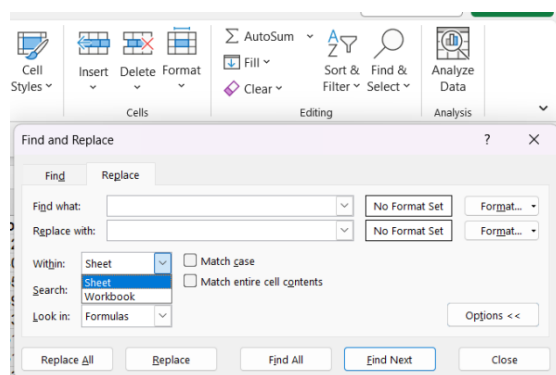 AutoSum
Fill
Clear
Cell Styles
Insert
Delete
Format
Sort & Filter
Find & Select
Analyze Data
Cells
Editing
Analysis
Find and Replace
? X
Find
Replace
Find what:
No Format Set
Format...
Replace with:
No Format Set
Format...
Within:
Sheet
Match case
Sheet
Workbook
Match entire cell contents
Search:
Look in:
Formulas
Options <<
Replace All
Replace
Find All
Find Next
Close